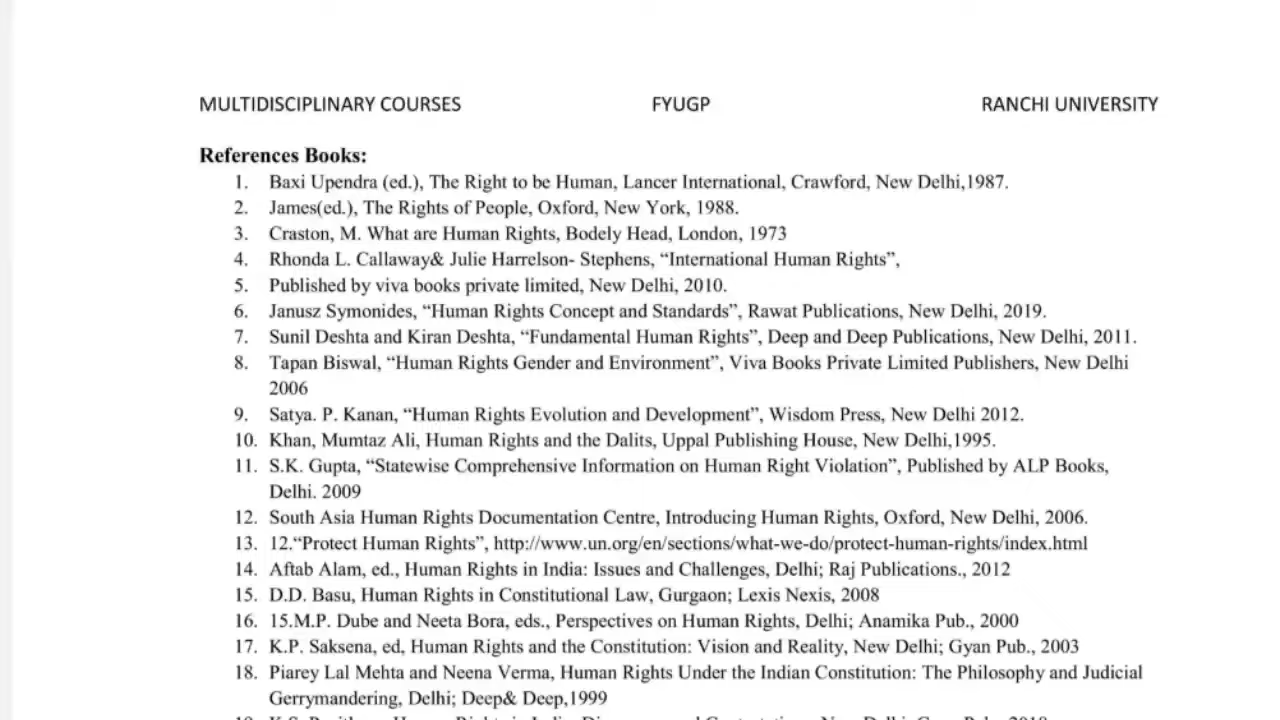 MULTIDISCIPLINARY COURSES FYUGP RANCHI UNIVERSITY
References Books:
1. Baxi Upendra (ed.), The Right to be Human, Lancer International, Crawford, New Delhi,1987.
2. James(ed.), The Rights of People, Oxford, New York, 1988.
3. Craston, M. What are Human Rights, Bodely Head, London, 1973
4. Rhonda L. Callaway& Julie Harrelson- Stephens, “International Human Rights”,
5. Published by viva books private limited, New Delhi, 2010.
6. Janusz Symonides, “Human Rights Concept and Standards”, Rawat Publications, New Delhi, 2019.
7. Sunil Deshta and Kiran Deshta, “Fundamental Human Rights”, Deep and Deep Publications, New Delhi, 2011.
8. Tapan Biswal, “Human Rights Gender and Environment”, Viva Books Private Limited Publishers, New Delhi
2006
9. Satya. P. Kanan, “Human Rights Evolution and Development”, Wisdom Press, New Delhi 2012.
10. Khan, Mumtaz Ali, Human Rights and the Dalits, Uppal Publishing House, New Delhi,1995.
11. S.K. Gupta, “Statewise Comprehensive Information on Human Right Violation”, Published by ALP Books,
Delhi. 2009
12. South Asia Human Rights Documentation Centre, Introducing Human Rights, Oxford, New Delhi, 2006.
13. 12.“Protect Human Rights”, http://www.un.org/en/sections/what-we-do/protect-human-rights/index.html
14. Aftab Alam, ed., Human Rights in India: Issues and Challenges, Delhi; Raj Publications., 2012
15. D.D. Basu, Human Rights in Constitutional Law, Gurgaon; Lexis Nexis, 2008
16. 15.M.P. Dube and Neeta Bora, eds., Perspectives on Human Rights, Delhi; Anamika Pub., 2000
17. K.P. Saksena, ed, Human Rights and the Constitution: Vision and Reality, New Delhi; Gyan Pub., 2003
18. Piarey Lal Mehta and Neena Verma, Human Rights Under the Indian Constitution: The Philosophy and Judicial
Gerrymandering, Delhi; Deep& Deep,1999